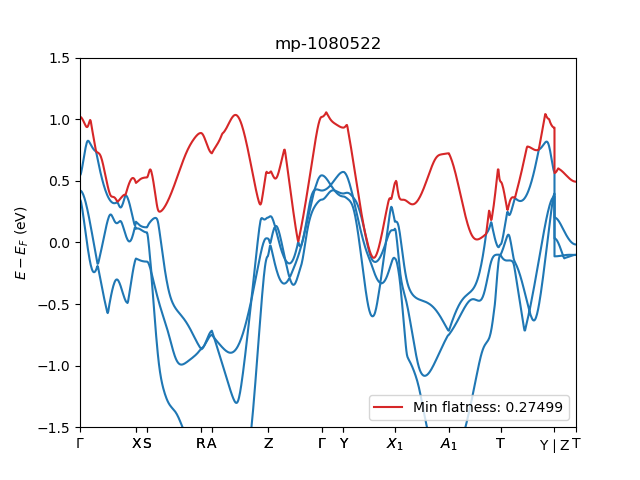 mp-1080522
E − E_F (eV)
1.5
1.0
0.5
0.0
−0.5
−1.0
−1.5
Min flatness: 0.27499
Γ X S R A Z Γ Y X₁ A₁ T Y | Z T